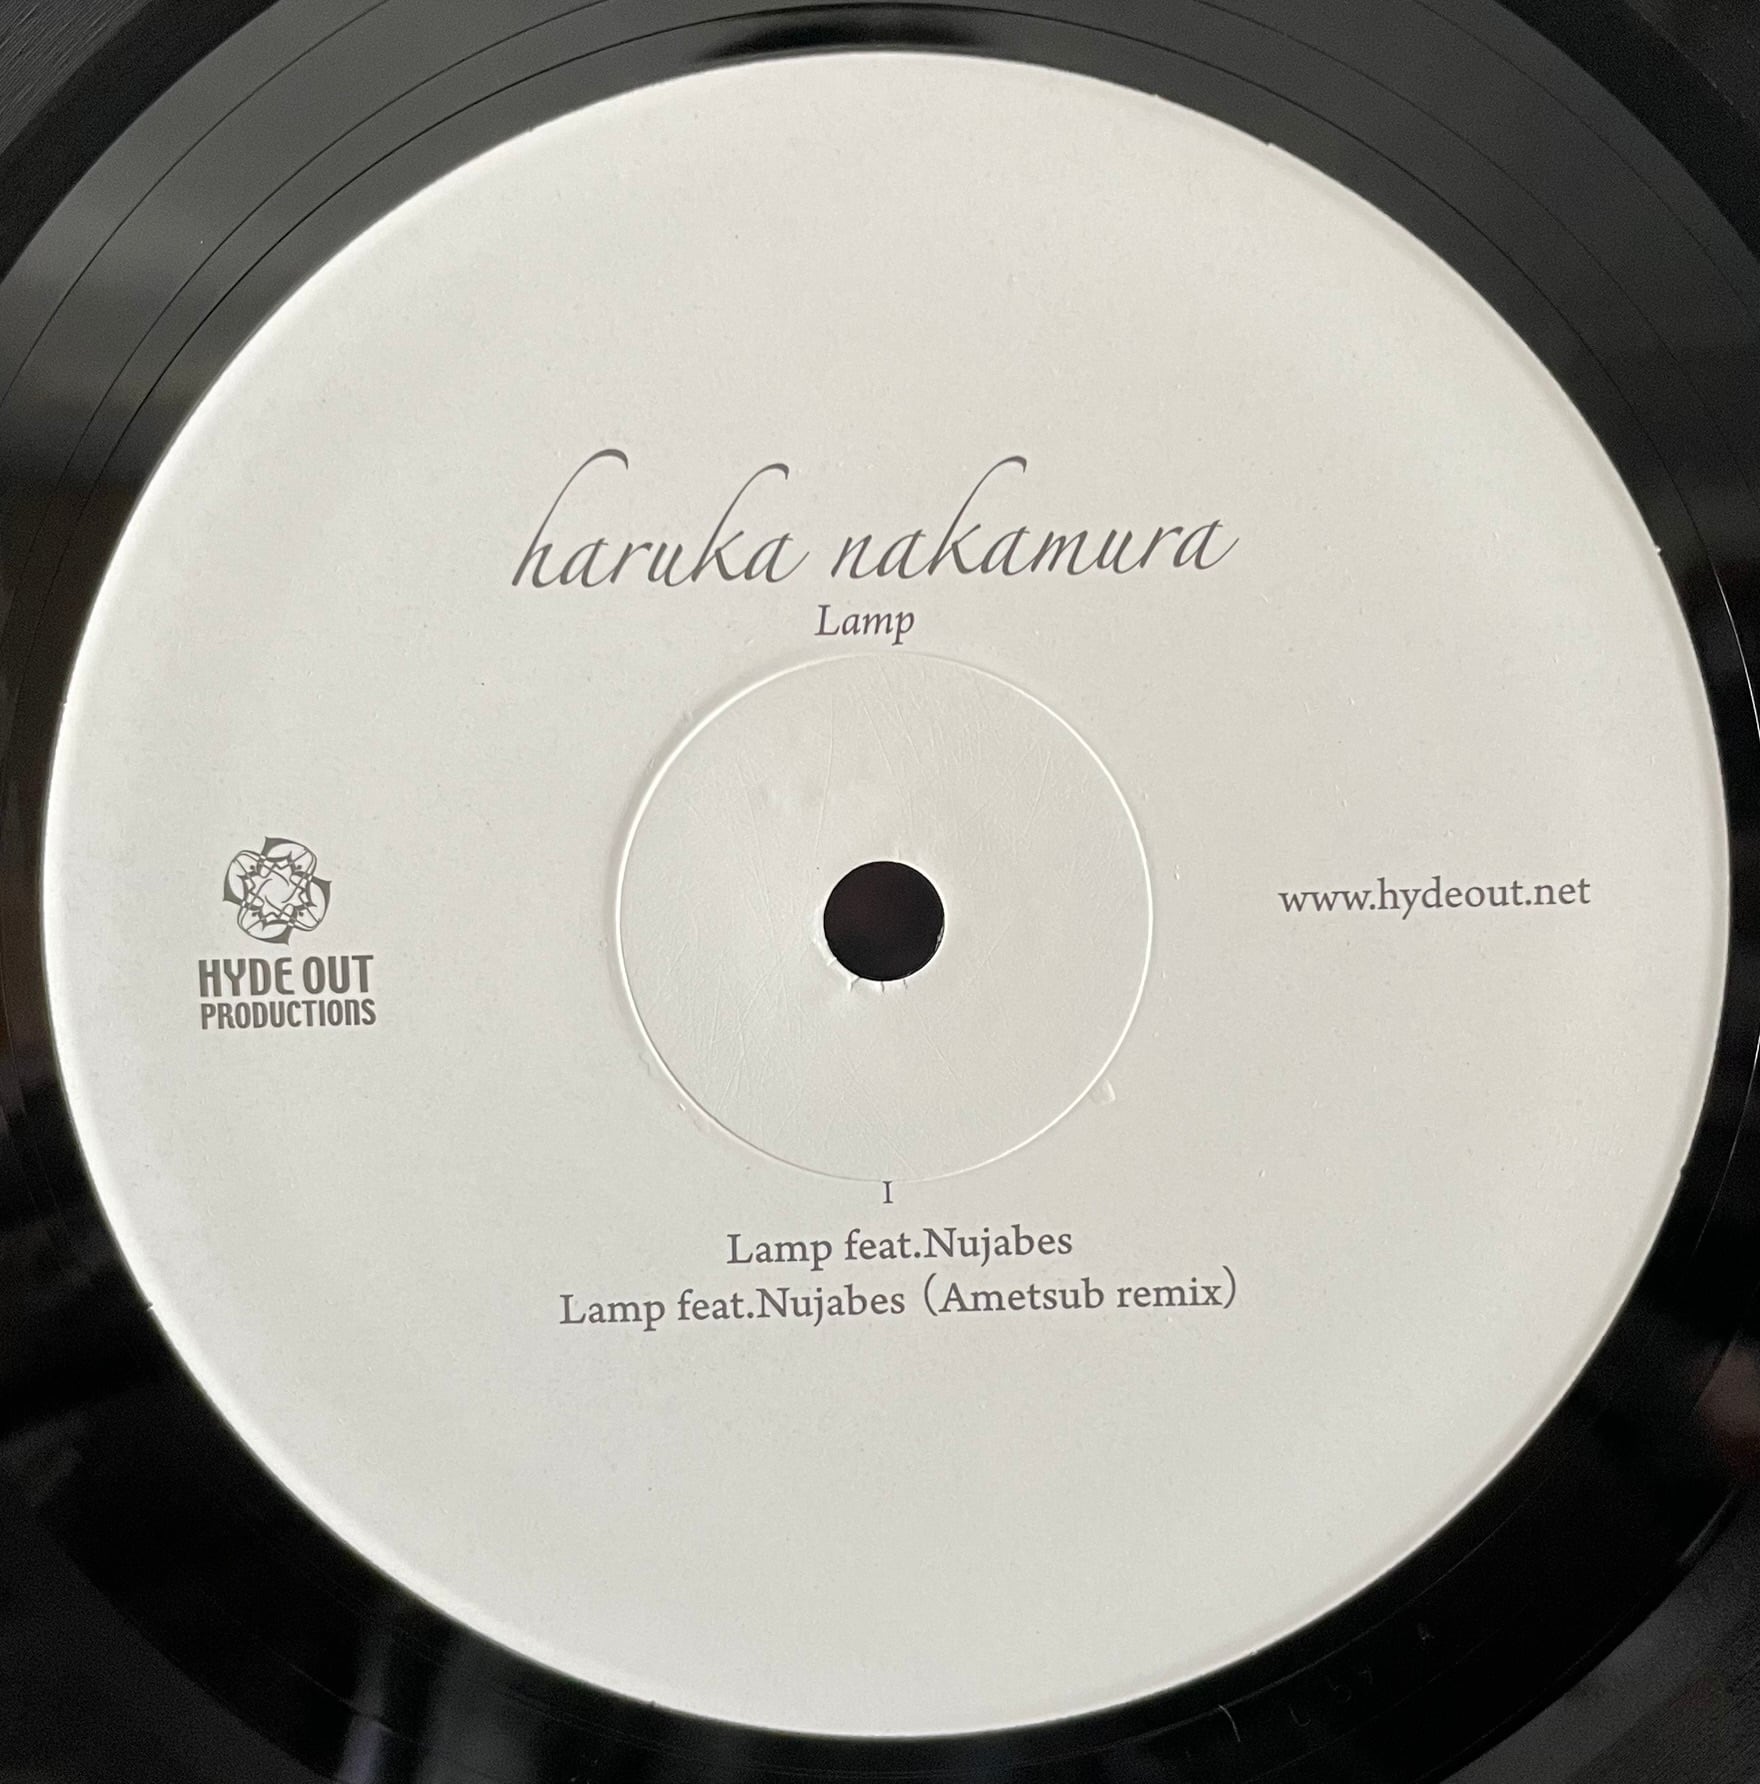 haruka nakamura
Lamp
HYDE OUT
PRODUCTIONS
www.hydeout.net
I
Lamp feat.Nujabes
Lamp feat.Nujabes (Ametsub remix)